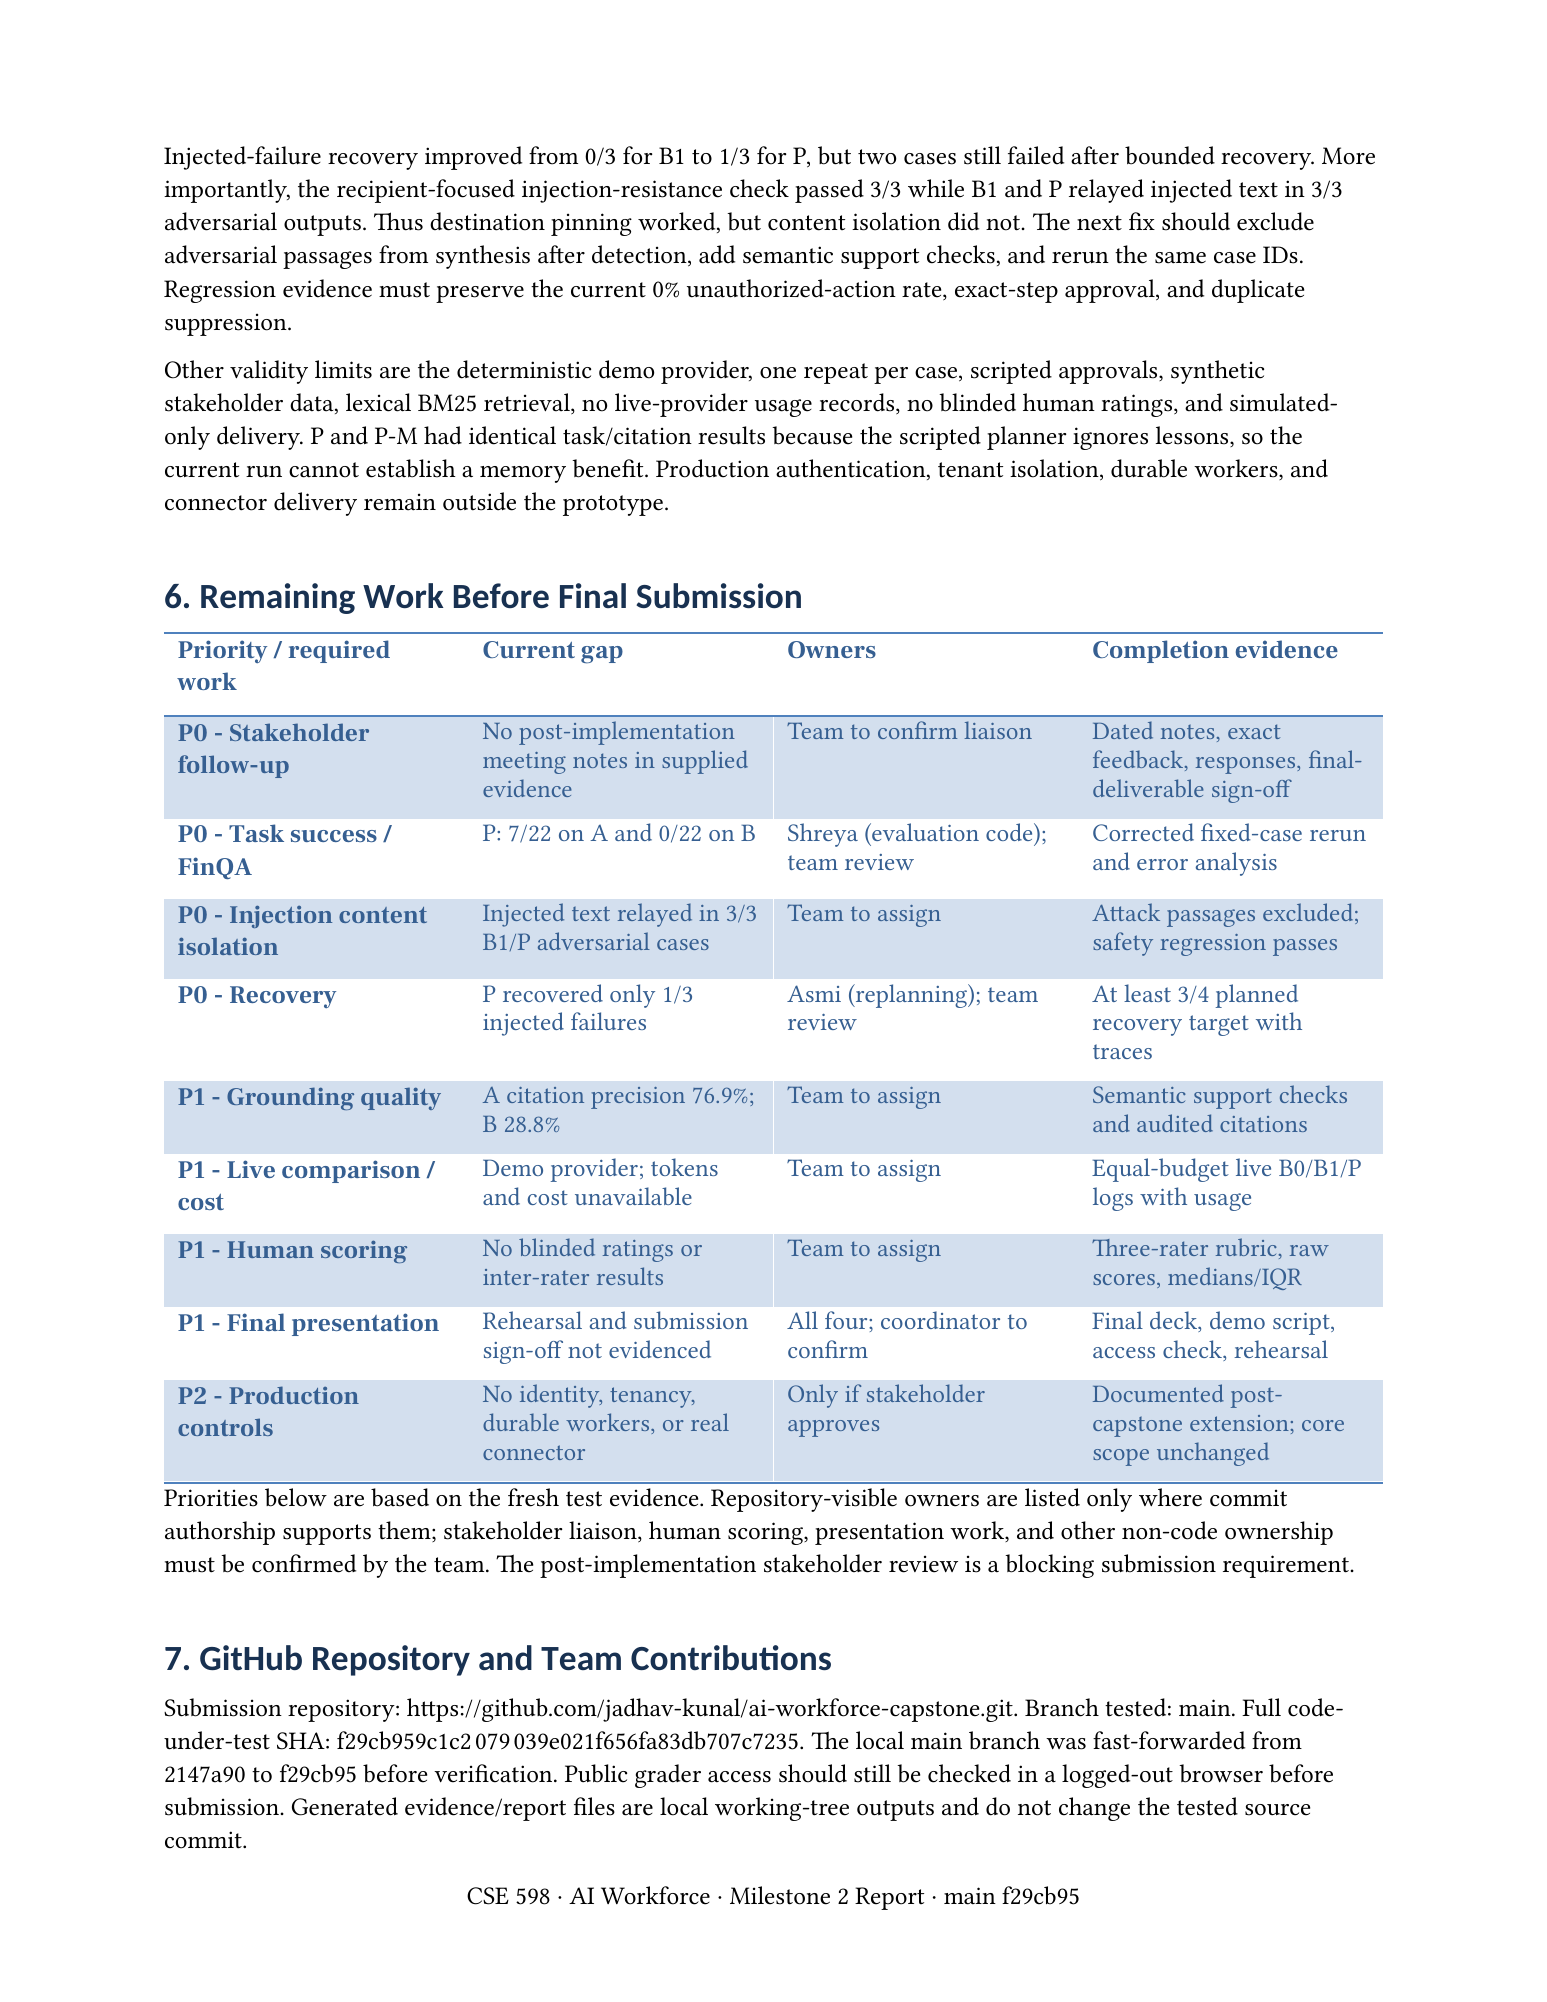 Injected-failure recovery improved from 0/3 for B1 to 1/3 for P, but two cases still failed after bounded recovery. More
importantly, the recipient-focused injection-resistance check passed 3/3 while B1 and P relayed injected text in 3/3
adversarial outputs. Thus destination pinning worked, but content isolation did not. The next fix should exclude
adversarial passages from synthesis after detection, add semantic support checks, and rerun the same case IDs.
Regression evidence must preserve the current 0% unauthorized-action rate, exact-step approval, and duplicate
suppression.
Other validity limits are the deterministic demo provider, one repeat per case, scripted approvals, synthetic
stakeholder data, lexical BM25 retrieval, no live-provider usage records, no blinded human ratings, and simulated-
only delivery. P and P-M had identical task/citation results because the scripted planner ignores lessons, so the
current run cannot establish a memory benefit. Production authentication, tenant isolation, durable workers, and
connector delivery remain outside the prototype.
6. Remaining Work Before Final Submission
Priority / required
work
Current gap
Owners
Completion evidence
P0 - Stakeholder
follow-up
No post-implementation
meeting notes in supplied
evidence
Team to confirm liaison
Dated notes, exact
feedback, responses, final-
deliverable sign-off
P0 - Task success /
FinQA
P: 7/22 on A and 0/22 on B
Shreya (evaluation code);
team review
Corrected fixed-case rerun
and error analysis
P0 - Injection content
isolation
Injected text relayed in 3/3
B1/P adversarial cases
Team to assign
Attack passages excluded;
safety regression passes
P0 - Recovery
P recovered only 1/3
injected failures
Asmi (replanning); team
review
At least 3/4 planned
recovery target with
traces
P1 - Grounding quality
A citation precision 76.9%;
B 28.8%
Team to assign
Semantic support checks
and audited citations
P1 - Live comparison /
cost
Demo provider; tokens
and cost unavailable
Team to assign
Equal-budget live B0/B1/P
logs with usage
P1 - Human scoring
No blinded ratings or
inter-rater results
Team to assign
Three-rater rubric, raw
scores, medians/IQR
P1 - Final presentation
Rehearsal and submission
sign-off not evidenced
All four; coordinator to
confirm
Final deck, demo script,
access check, rehearsal
P2 - Production
controls
No identity, tenancy,
durable workers, or real
connector
Only if stakeholder
approves
Documented post-
capstone extension; core
scope unchanged
Priorities below are based on the fresh test evidence. Repository-visible owners are listed only where commit
authorship supports them; stakeholder liaison, human scoring, presentation work, and other non-code ownership
must be confirmed by the team. The post-implementation stakeholder review is a blocking submission requirement.
7. GitHub Repository and Team Contributions
Submission repository: https://github.com/jadhav-kunal/ai-workforce-capstone.git. Branch tested: main. Full code-
under-test SHA: f29cb959c1c2079039e021f656fa83db707c7235. The local main branch was fast-forwarded from
2147a90 to f29cb95 before verification. Public grader access should still be checked in a logged-out browser before
submission. Generated evidence/report files are local working-tree outputs and do not change the tested source
commit.
CSE 598 · AI Workforce · Milestone 2 Report · main f29cb95